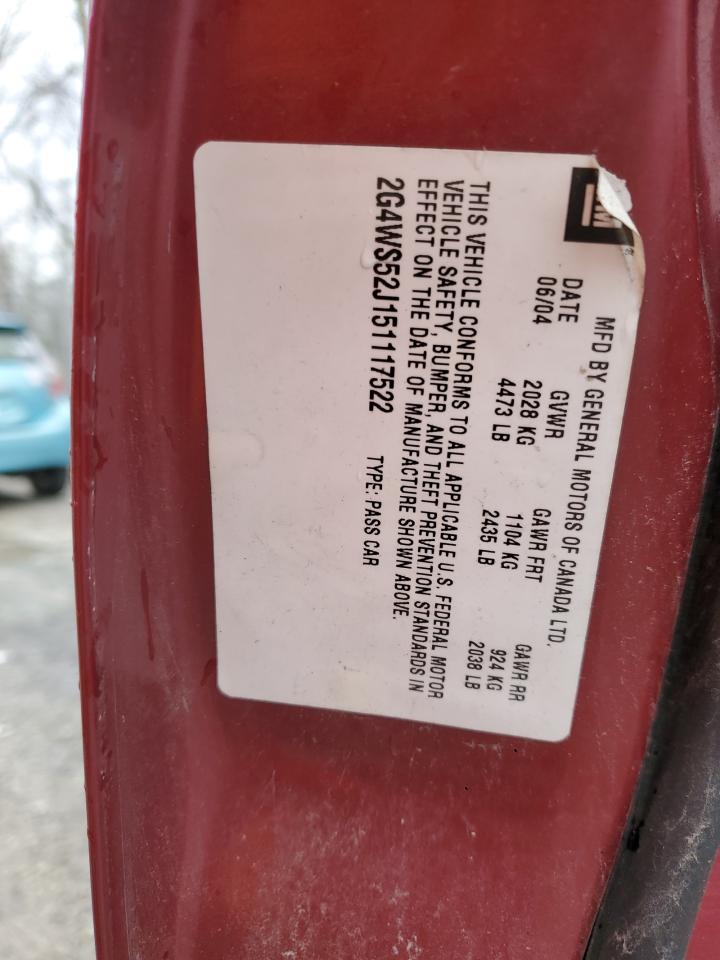 GM
MFD BY GENERAL MOTORS OF CANADA LTD.
DATE GVWR GAWR FRT GAWR RR
06/04 2028 KG 1104 KG 924 KG
4473 LB 2435 LB 2038 LB
THIS VEHICLE CONFORMS TO ALL APPLICABLE U.S. FEDERAL MOTOR
VEHICLE SAFETY, BUMPER, AND THEFT PREVENTION STANDARDS IN
EFFECT ON THE DATE OF MANUFACTURE SHOWN ABOVE.
2G4WS52J151117522 TYPE: PASS CAR